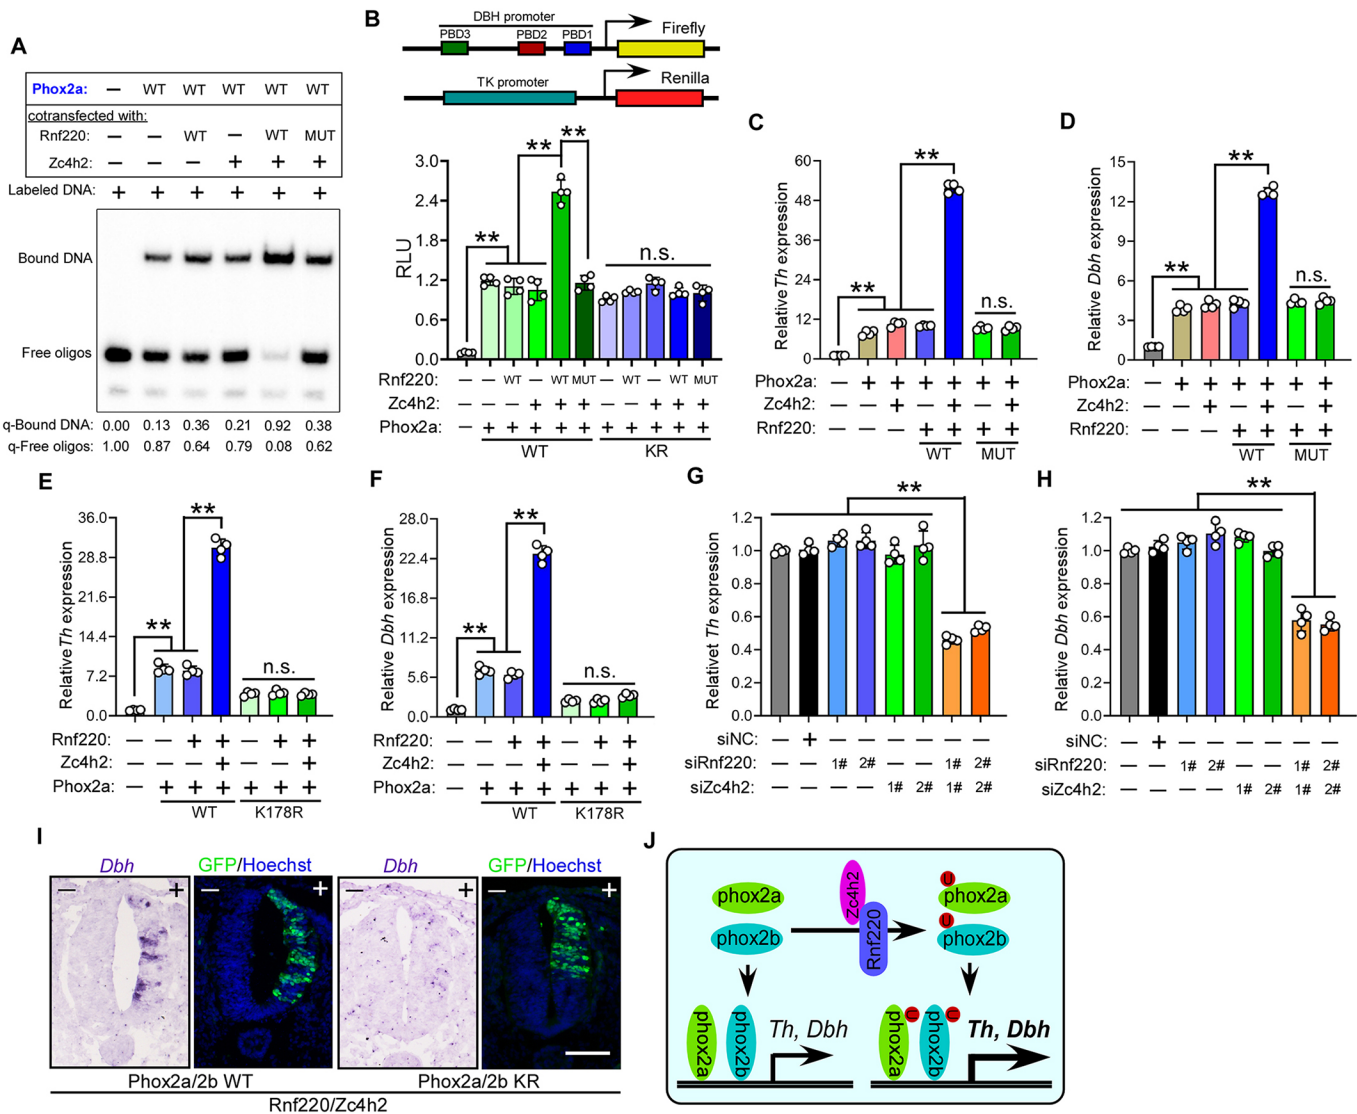 A
Phox2a: — WT WT WT WT WT
cotransfected with:
Rnf220: — — WT — WT MUT
Zc4h2: — — — + + +
Labeled DNA: + + + + + +
Bound DNA
Free oligos
q-Bound DNA: 0.00 0.13 0.36 0.21 0.92 0.38
q-Free oligos: 1.00 0.87 0.64 0.79 0.08 0.62
B
DBH promoter
PBD3 PBD2 PBD1
Firefly
TK promoter
Renilla
RLU
3.0
2.4
1.8
1.2
0.6
0.0
** ** ** n.s.
Rnf220: — — WT — WT MUT — WT — WT MUT
Zc4h2: — — — + + + — — + + +
Phox2a: — + + + + + + + + + +
WT KR
C
Relative Th expression
60
48
36
24
12
0
** ** n.s.
Phox2a: — + + + + + +
Zc4h2: — — + — + — +
Rnf220: — — — + + + +
WT MUT
D
Relative Dbh expression
15
12
9
6
3
0
** ** n.s.
Phox2a: — + + + + + +
Zc4h2: — — + — + — +
Rnf220: — — — + + + +
WT MUT
E
Relative Th expression
36.0
28.8
21.6
14.4
7.2
0.0
** ** n.s.
Rnf220: — — + + — + +
Zc4h2: — — — + — — +
Phox2a: — + + + + + +
WT K178R
F
Relative Dbh expression
28.0
22.4
16.8
11.2
5.6
0.0
** ** n.s.
Rnf220: — — + + — + +
Zc4h2: — — — + — — +
Phox2a: — + + + + + +
WT K178R
G
Relativet Th expression
1.2
1.0
0.8
0.6
0.4
0.2
0.0
**
siNC: — + — — — — — —
siRnf220: — — 1# 2# — — 1# 2#
siZc4h2: — — — — 1# 2# 1# 2#
H
Relative Dbh expression
1.2
1.0
0.8
0.6
0.4
0.2
0.0
**
siNC: — + — — — — — —
siRnf220: — — 1# 2# — — 1# 2#
siZc4h2: — — — — 1# 2# 1# 2#
I
Dbh GFP/Hoechst Dbh GFP/Hoechst
— + — + — + — +
Phox2a/2b WT Phox2a/2b KR
Rnf220/Zc4h2
J
phox2a
phox2b
Zc4h2
Rnf220
U
phox2a
U
phox2b
phox2a
phox2b
Th, Dbh
phox2a
U
phox2b
U
Th, Dbh